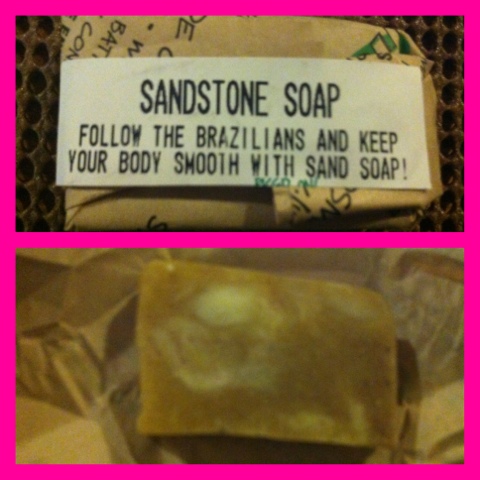 SANDSTONE SOAP
FOLLOW THE BRAZILIANS AND KEEP
YOUR BODY SMOOTH WITH SAND SOAP!